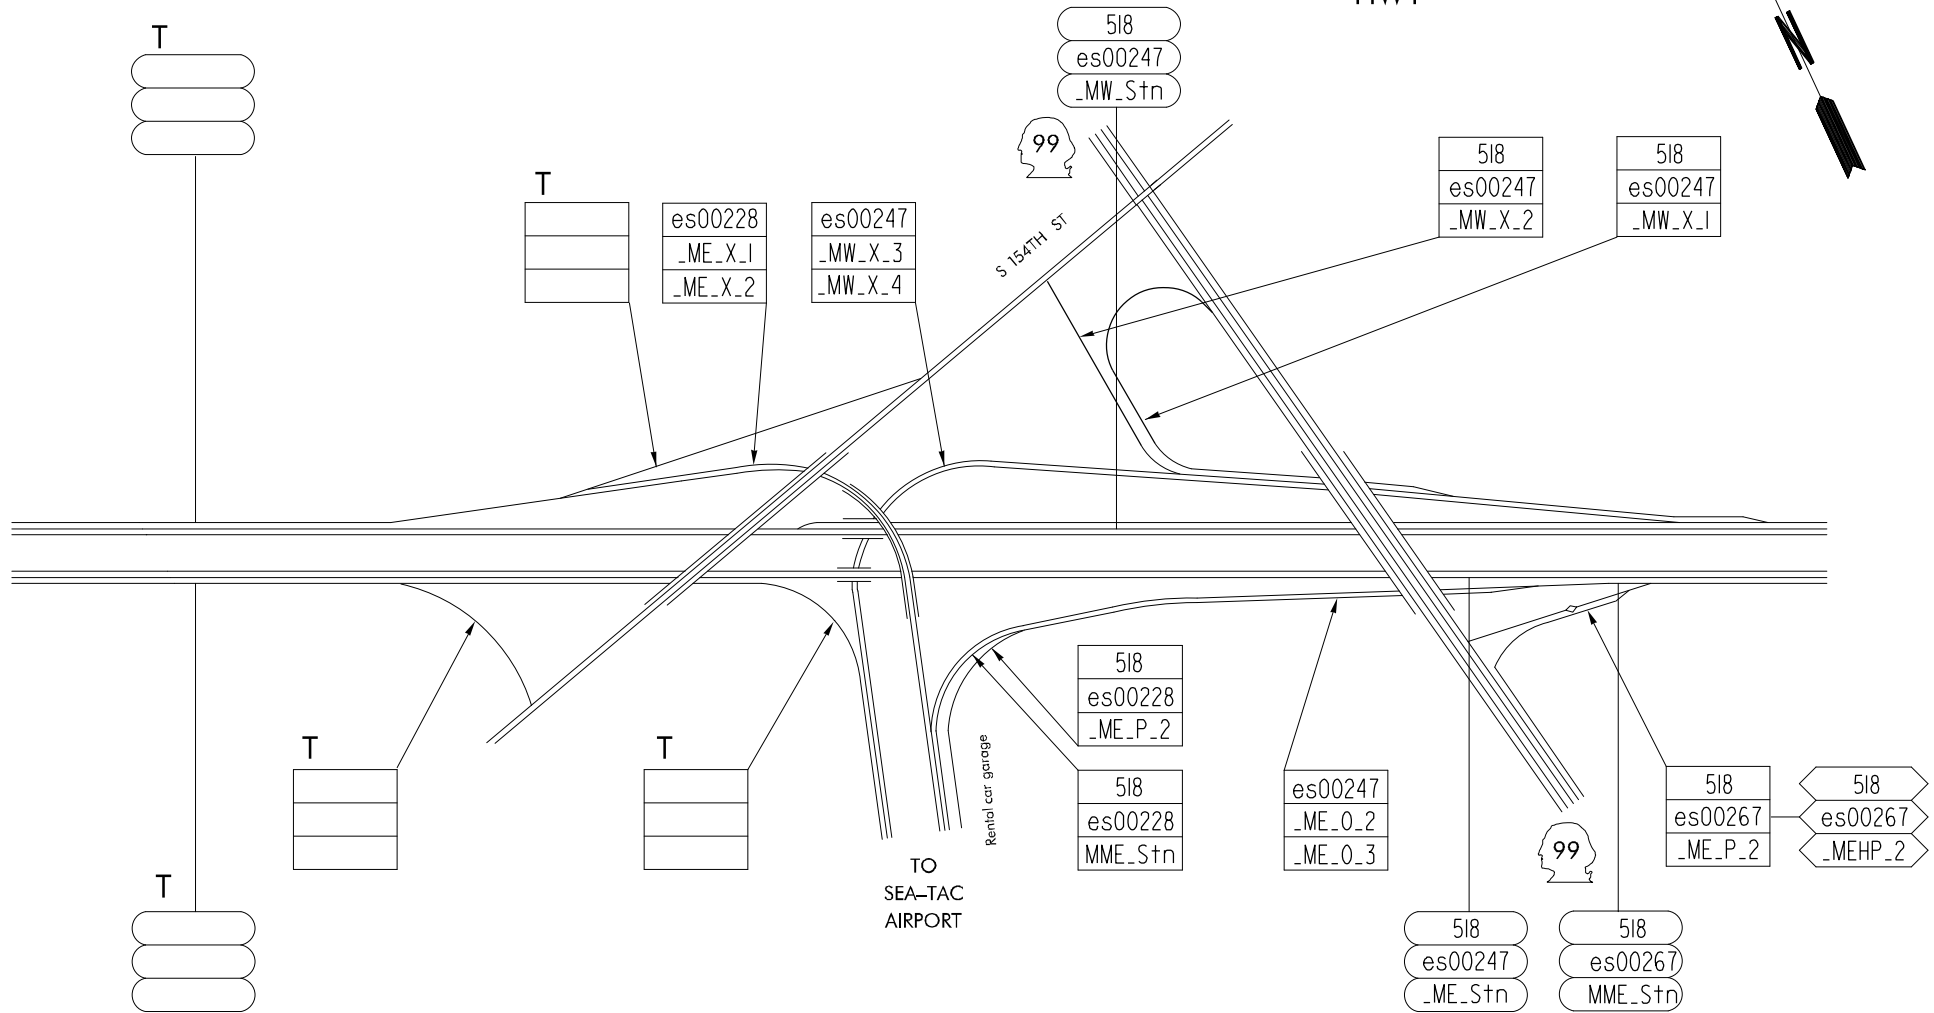 T
518
es00247
_MW_Stn
N
99
T
es00228
_ME_X_1
_ME_X_2
es00247
_MW_X_3
_MW_X_4
S 154TH ST
518
es00247
_MW_X_2
518
es00247
_MW_X_1
T
T
518
es00228
_ME_P_2
518
es00228
MME_Stn
Rental car garage
TO
SEA-TAC
AIRPORT
es00247
_ME_O_2
_ME_O_3
99
518
es00267
_ME_P_2
518
es00267
_MEHP_2
T
518
es00247
_ME_Stn
518
es00267
MME_Stn